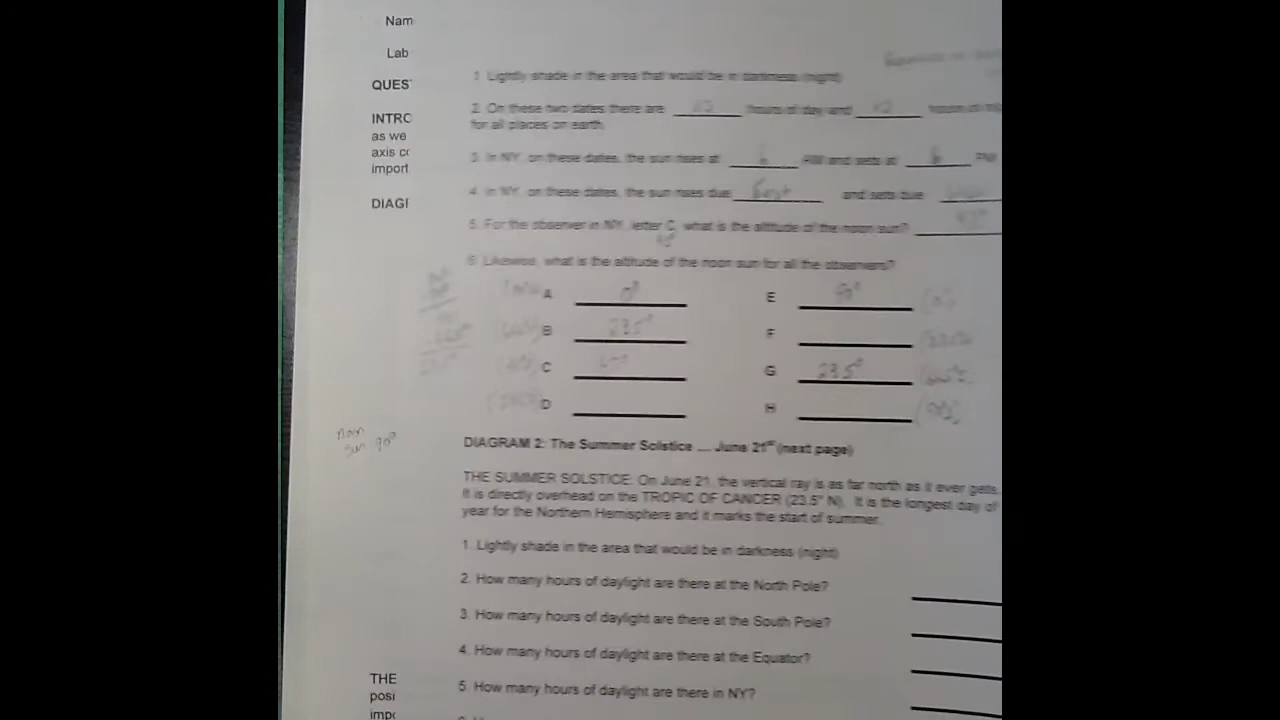 Nam
Lab
QUES
INTRO
as we
axis co
import
DIAG
1. Lightly shade in the area that would be in darkness (night)
2. On these two dates there are hours of day and
for all places on earth.
3. In NY, on these dates, the sun rises at AM and sets at 6 PM
4. In NY, on these dates, the sun rises due East and sets due
5. For the observer in NY, letter C, what is the altitude of the noon sun?
6. Likewise, what is the altitude of the noon sun for all the observers?
A 0° E 90°
B 23.5° F
C G 23.5°
D H
noon
sun 90°
DIAGRAM 2: The Summer Solstice ... June 21st (next page)
THE SUMMER SOLSTICE: On June 21, the vertical ray is as far north as it ever gets.
It is directly overhead on the TROPIC OF CANCER (23.5° N). It is the longest day of
year for the Northern Hemisphere and it marks the start of summer.
1. Lightly shade in the area that would be in darkness (night)
2. How many hours of daylight are there at the North Pole?
3. How many hours of daylight are there at the South Pole?
4. How many hours of daylight are there at the Equator?
THE
5. How many hours of daylight are there in NY?
posi
impo